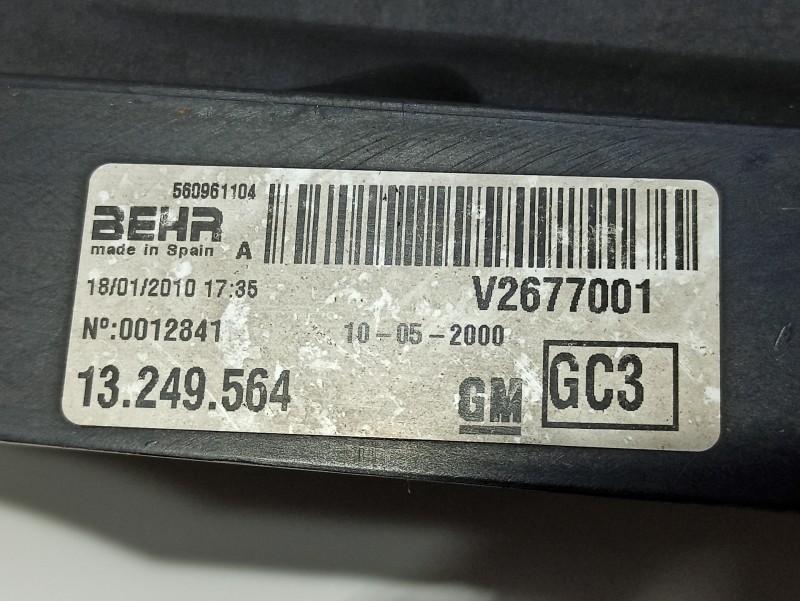 560961104
BEHR
made in Spain A
18/01/2010 17:35
V2677001
Nº:0012841
10-05-2000
13.249.564
GM
GC3